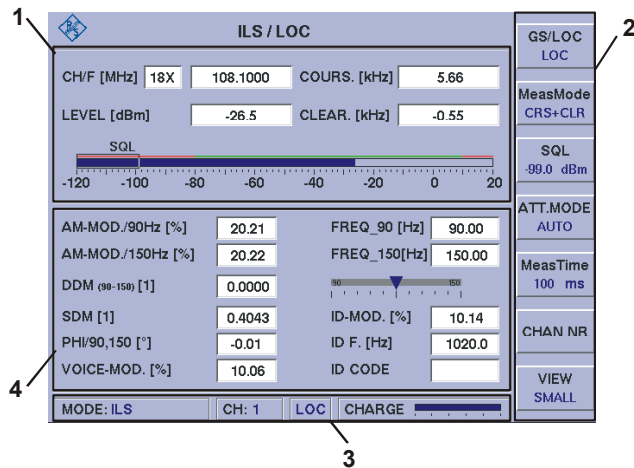 1
ILS / LOC
2
CH/F [MHz] 18X 108.1000 COURS. [kHz] 5.66
LEVEL [dBm] -26.5 CLEAR. [kHz] -0.55
SQL
-120 -100 -80 -60 -40 -20 0 20
AM-MOD./90Hz [%] 20.21 FREQ_90 [Hz] 90.00
AM-MOD./150Hz [%] 20.22 FREQ_150[Hz] 150.00
DDM (90-150) [1] 0.0000 90 150
SDM [1] 0.4043 ID-MOD. [%] 10.14
PHI/90,150 [°] -0.01 ID F. [Hz] 1020.0
VOICE-MOD. [%] 10.06 ID CODE
4
MODE: ILS CH: 1 LOC CHARGE
3
GS/LOC
LOC
MeasMode
CRS+CLR
SQL
-99.0 dBm
ATT.MODE
AUTO
MeasTime
100 ms
CHAN NR
VIEW
SMALL